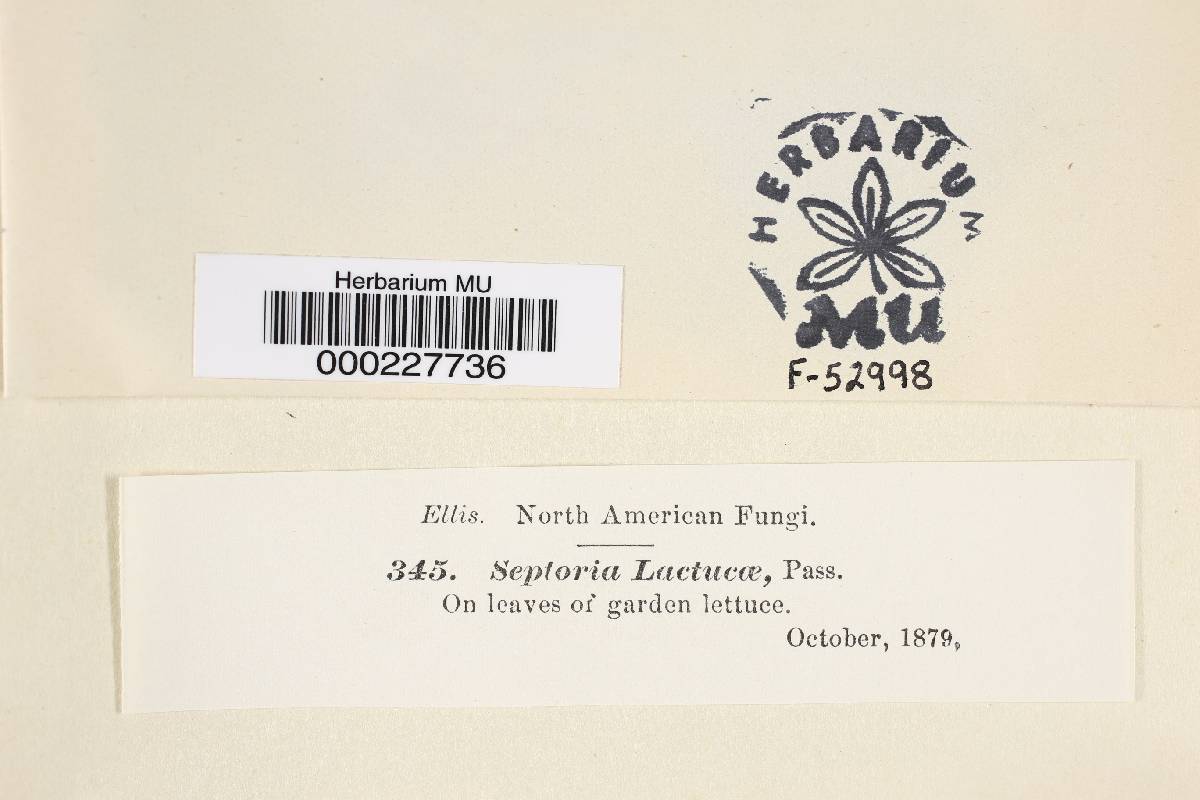 HERBARIUM
MU
F-52998
Herbarium MU
000227736
Ellis. North American Fungi.
345. Septoria Lactucæ, Pass.
On leaves of garden lettuce.
October, 1879,